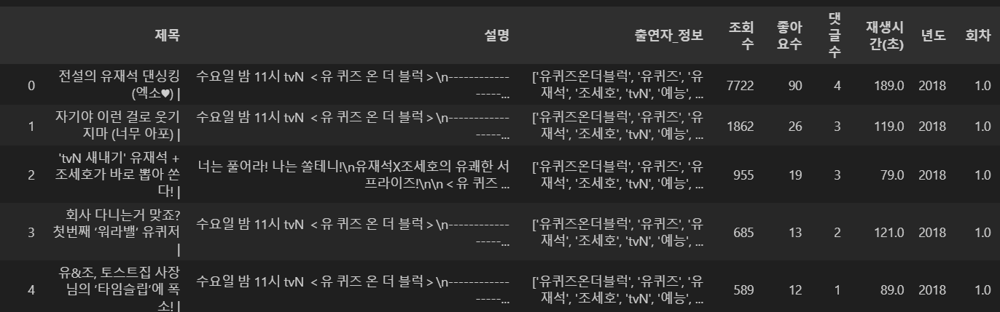 제목 설명 출연자_정보 조회 좋아 댓 재생시 년도 회차
수 요수 글 간(초)
수
0 전설의 유재석 댄싱킹 수요일 밤 11시 tvN < 유 퀴즈 온 더 블럭 > \n------------ ['유퀴즈온더블럭', '유퀴즈', '유 7722 90 4 189.0 2018 1.0
(엑소♥) | -----... 재석', '조세호', 'tvN', '예능', ...
1 자기야 이런 걸로 웃기 수요일 밤 11시 tvN < 유 퀴즈 온 더 블럭 > \n------------ ['유퀴즈온더블럭', '유퀴즈', '유 1862 26 3 119.0 2018 1.0
지마 (너무 아포) | -----... 재석', '조세호', 'tvN', '예능', ...
2 'tvN 새내기' 유재석 + 너는 풀어라! 나는 쏠테니!\n유재석X조세호의 유쾌한 서 ['유퀴즈온더블럭', '유퀴즈', '유 955 19 3 79.0 2018 1.0
조세호가 바로 뽑아 쓴 프라이즈!\n\n < 유 퀴즈 ... 재석', '조세호', 'tvN', '예능', ...
다! |
3 회사 다니는거 맞죠? 수요일 밤 11시 tvN < 유 퀴즈 온 더 블럭 > \n------------ ['유퀴즈온더블럭', '유퀴즈', '유 685 13 2 121.0 2018 1.0
첫번째 ‘워라밸’ 유퀴저 -----... 재석', '조세호', 'tvN', '예능', ...
|
4 유&조, 토스트집 사장 수요일 밤 11시 tvN < 유 퀴즈 온 더 블럭 > \n------------ ['유퀴즈온더블럭', '유퀴즈', '유 589 12 1 89.0 2018 1.0
님의 ‘타임슬립’에 폭 -----... 재석', '조세호', 'tvN', '예능', ...
소! |